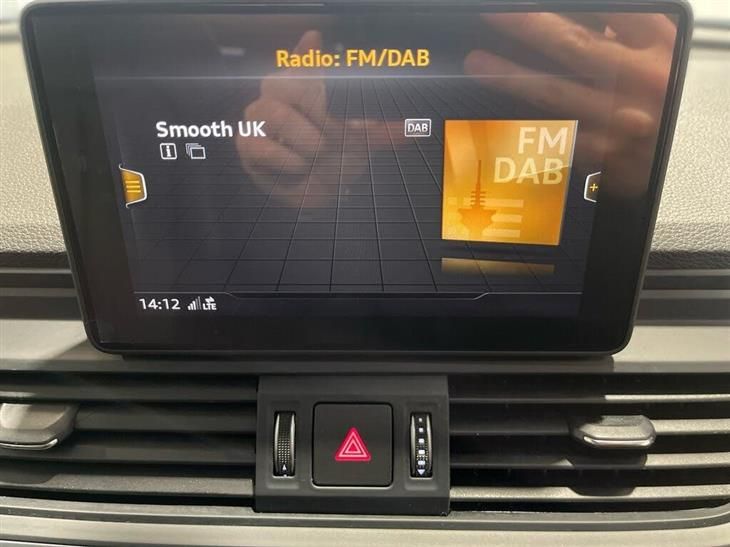 Radio: FM/DAB
Smooth UK
DAB
FM
DAB
14:12 LTE